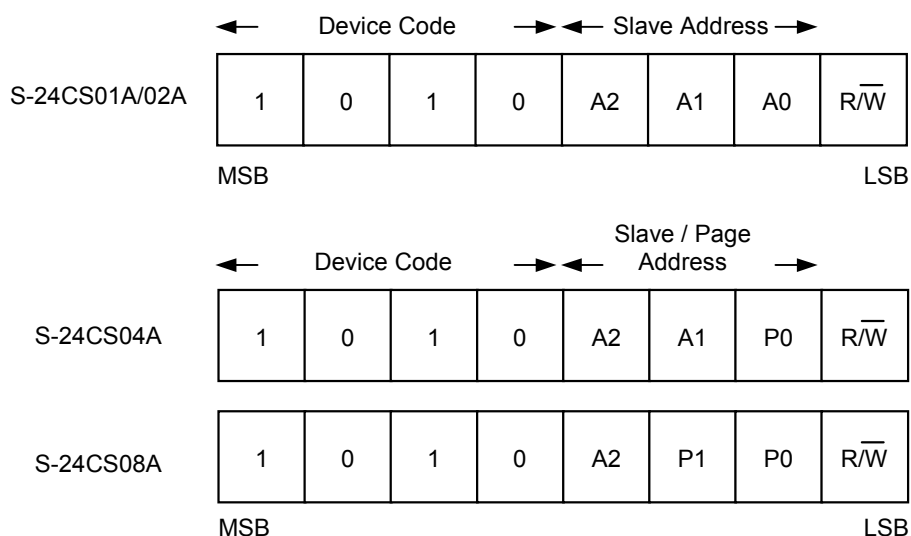 Device Code Slave Address
S-24CS01A/02A 1 0 1 0 A2 A1 A0 R/W̅
MSB LSB
Slave / Page
Device Code Address
S-24CS04A 1 0 1 0 A2 A1 P0 R/W̅
S-24CS08A 1 0 1 0 A2 P1 P0 R/W̅
MSB LSB